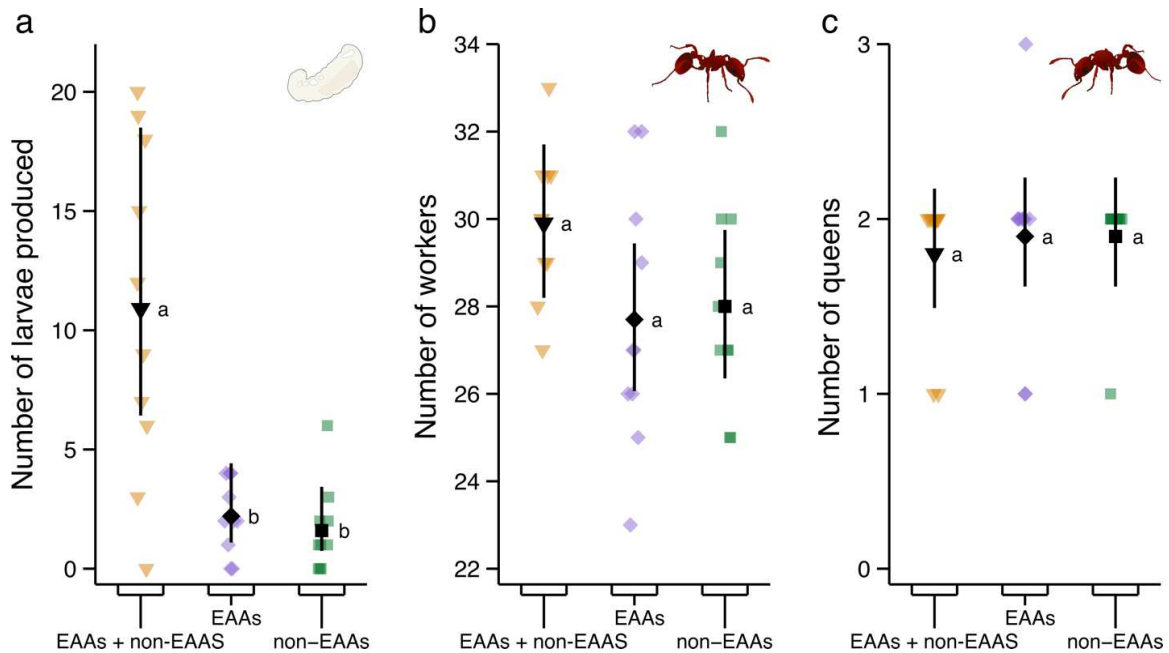 a
Number of larvae produced
20
15
10
5
0
a
b
b
EAAs + non-EAAS
EAAs
non–EAAs
b
Number of workers
34
32
30
28
26
24
22
a
a
a
EAAs + non-EAAS
EAAs
non–EAAs
c
Number of queens
3
2
1
0
a
a
a
EAAs + non-EAAS
EAAs
non–EAAs